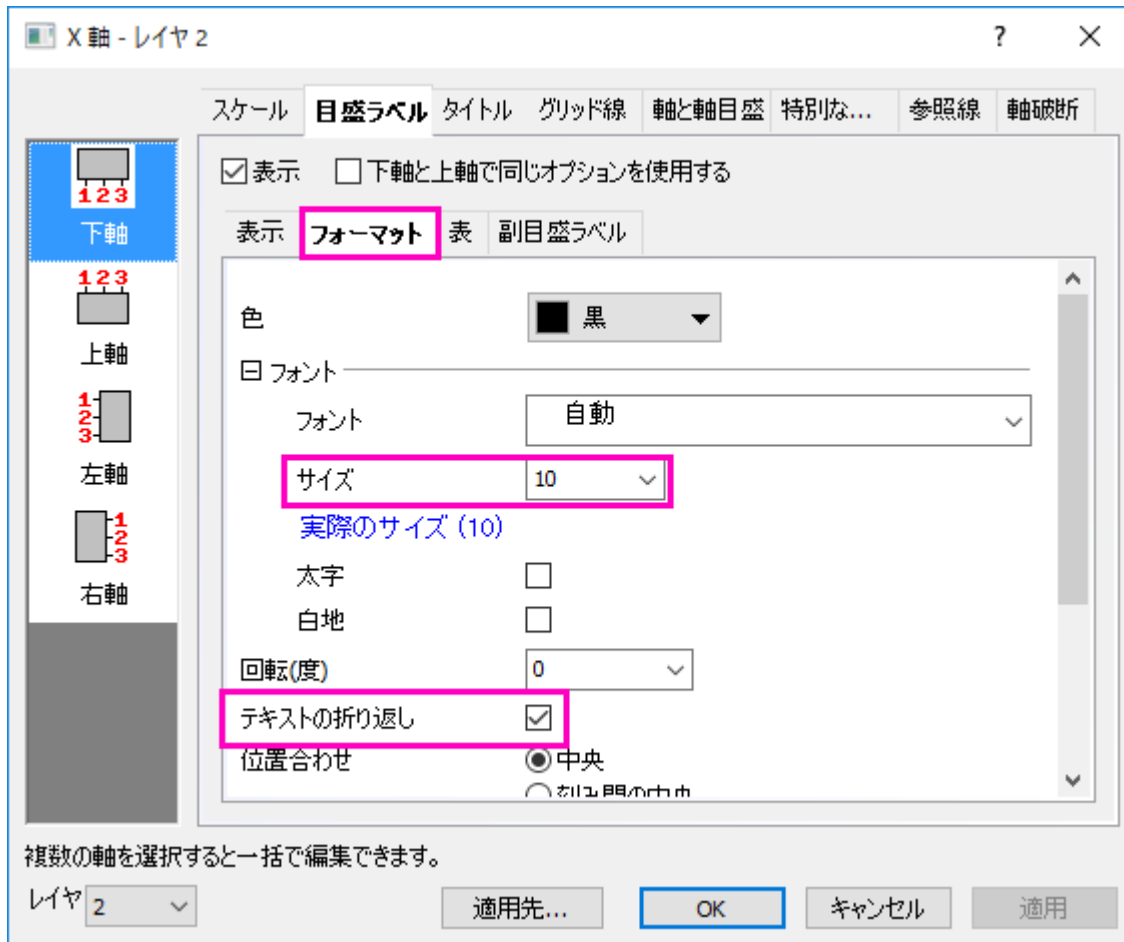 X 軸 - レイヤ 2
スケール 目盛ラベル タイトル グリッド線 軸と軸目盛 特別な... 参照線 軸破断
123
下軸
123
上軸
1
2
3
左軸
1
2
3
右軸
表示 下軸と上軸で同じオプションを使用する
表示 フォーマット 表 副目盛ラベル
色 黒
フォント
フォント 自動
サイズ 10
実際のサイズ (10)
太字
白地
回転(度) 0
テキストの折り返し
位置合わせ 中央
刻み間の中央
複数の軸を選択すると一括で編集できます。
レイヤ 2 適用先... OK キャンセル 適用